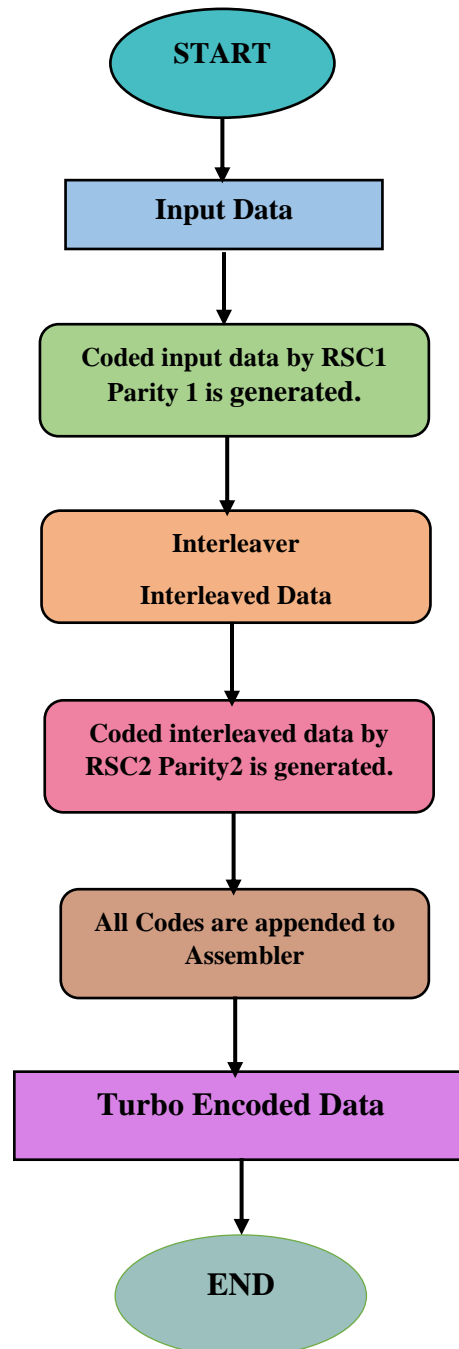 START
Input Data
Coded input data by RSC1
Parity 1 is generated.
Interleaver
Interleaved Data
Coded interleaved data by
RSC2 Parity2 is generated.
All Codes are appended to
Assembler
Turbo Encoded Data
END